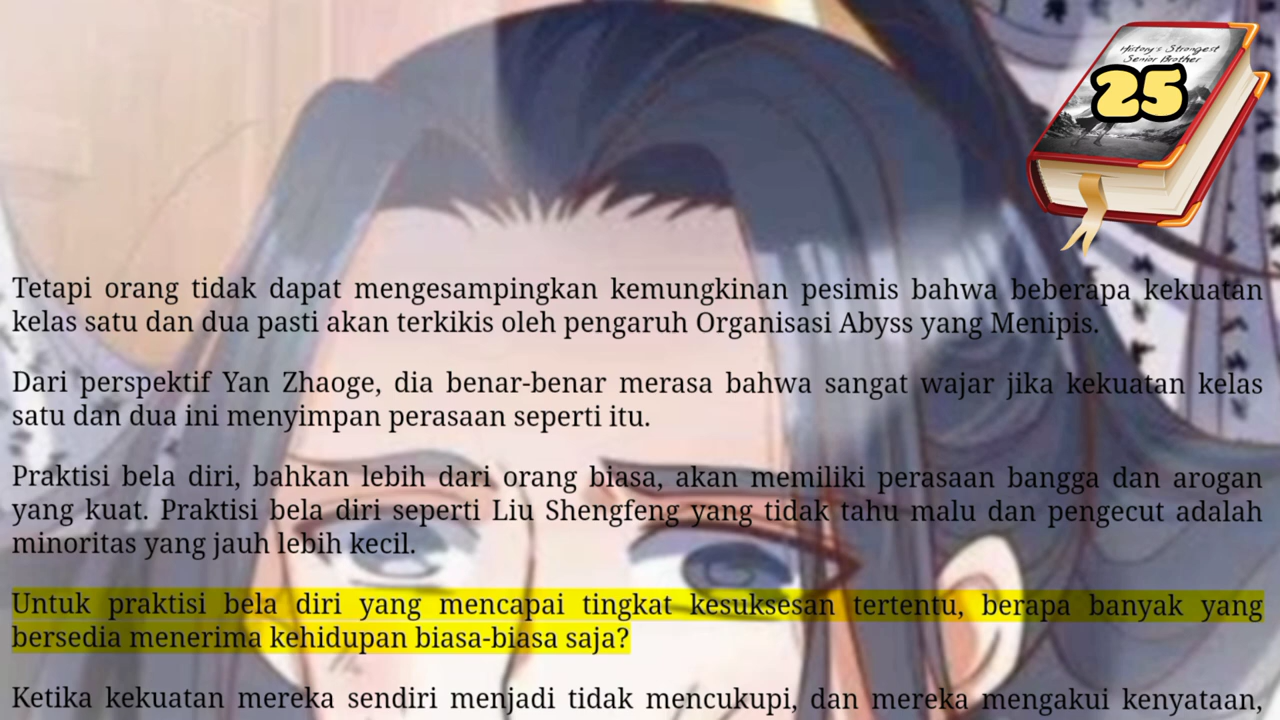 History's Strongest
Senior Brother
25
Tetapi orang tidak dapat mengesampingkan kemungkinan pesimis bahwa beberapa kekuatan
kelas satu dan dua pasti akan terkikis oleh pengaruh Organisasi Abyss yang Menipis.
Dari perspektif Yan Zhaoge, dia benar-benar merasa bahwa sangat wajar jika kekuatan kelas
satu dan dua ini menyimpan perasaan seperti itu.
Praktisi bela diri, bahkan lebih dari orang biasa, akan memiliki perasaan bangga dan arogan
yang kuat. Praktisi bela diri seperti Liu Shengfeng yang tidak tahu malu dan pengecut adalah
minoritas yang jauh lebih kecil.
Untuk praktisi bela diri yang mencapai tingkat kesuksesan tertentu, berapa banyak yang
bersedia menerima kehidupan biasa-biasa saja?
Ketika kekuatan mereka sendiri menjadi tidak mencukupi, dan mereka mengakui kenyataan,